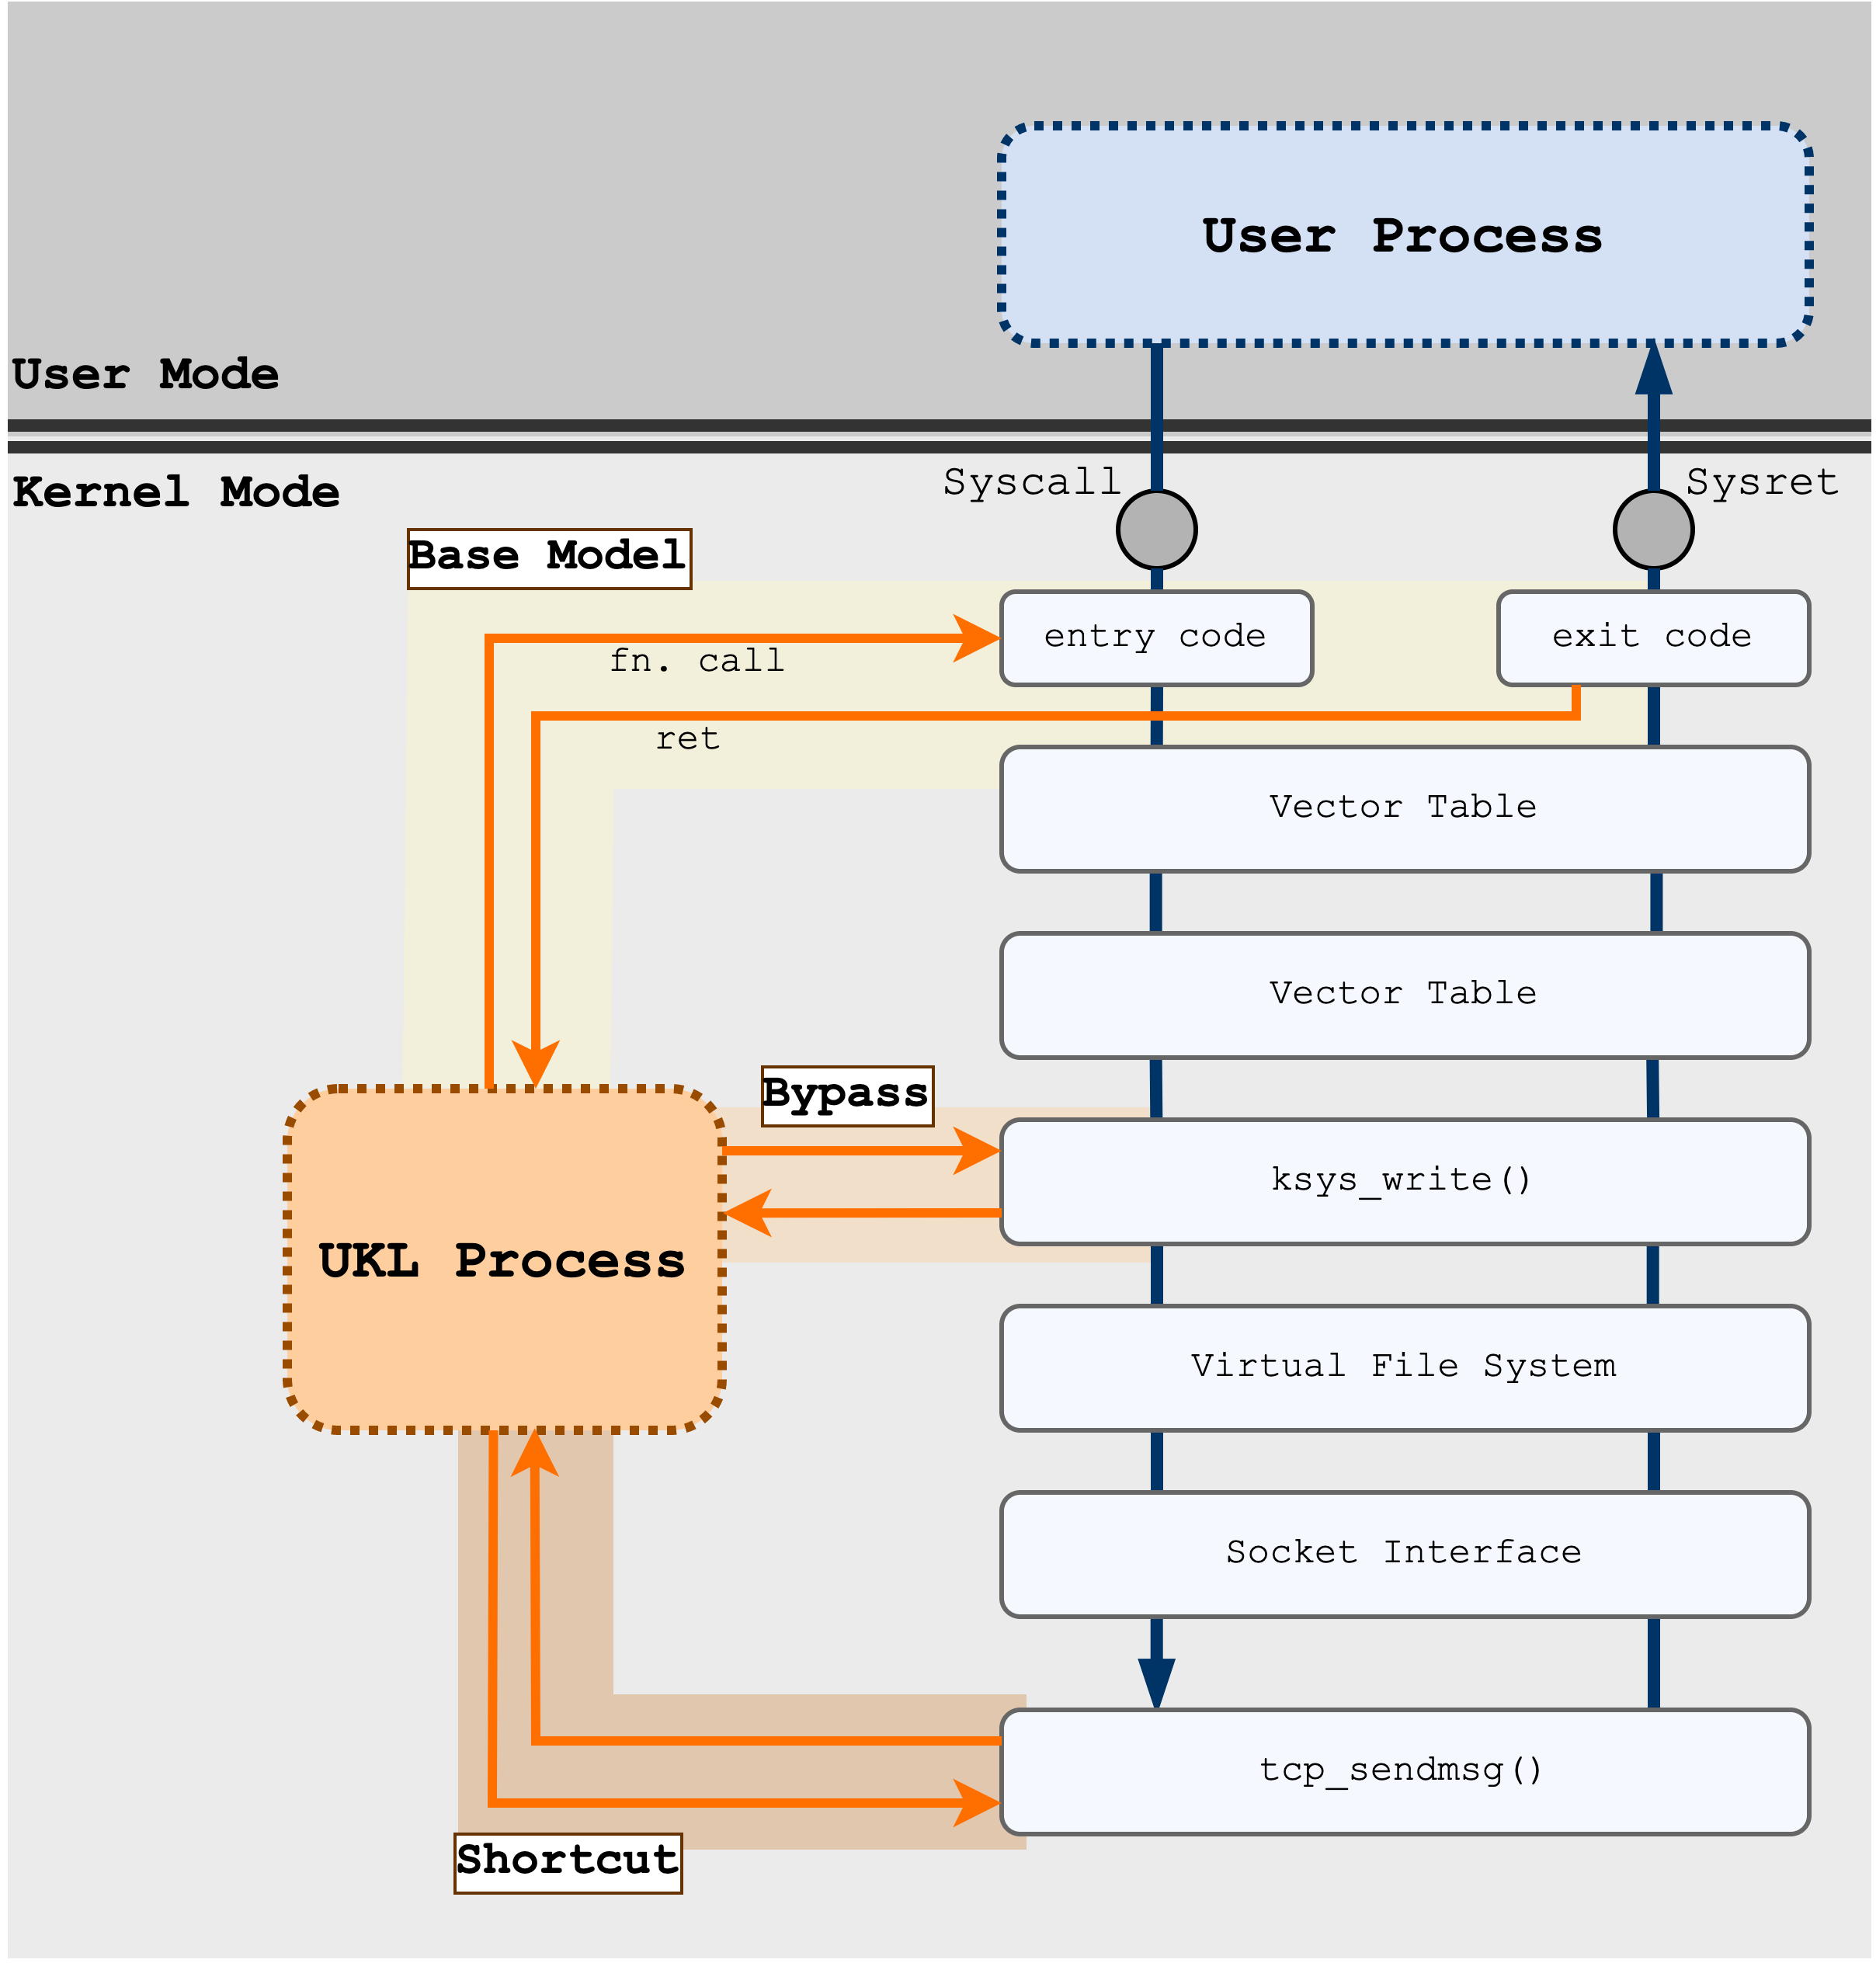 User Process
User Mode
Kernel Mode
Syscall
Sysret
Base Model
entry code
exit code
fn. call
ret
Vector Table
Vector Table
Bypass
ksys_write()
UKL Process
Virtual File System
Socket Interface
tcp_sendmsg()
Shortcut